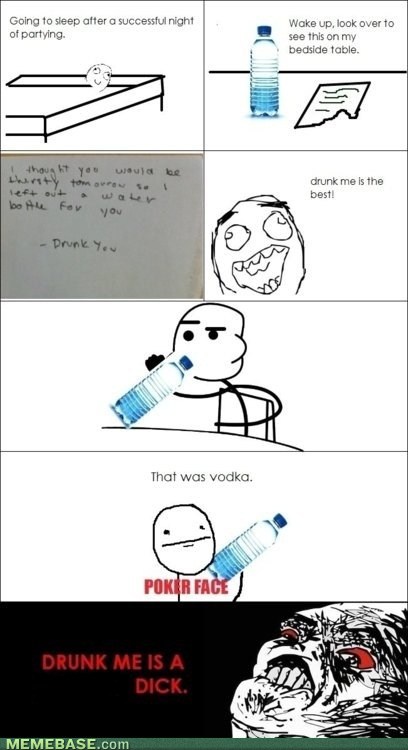 Going to sleep after a successful night
of partying.
Wake up, look over to
see this on my
bedside table.
I thought you would be
thirsty tomorrow so I
left out a water
bottle for you
- Drunk You
drunk me is the
best!
That was vodka.
POKER FACE
DRUNK ME IS A
DICK.
MEMEBASE.com